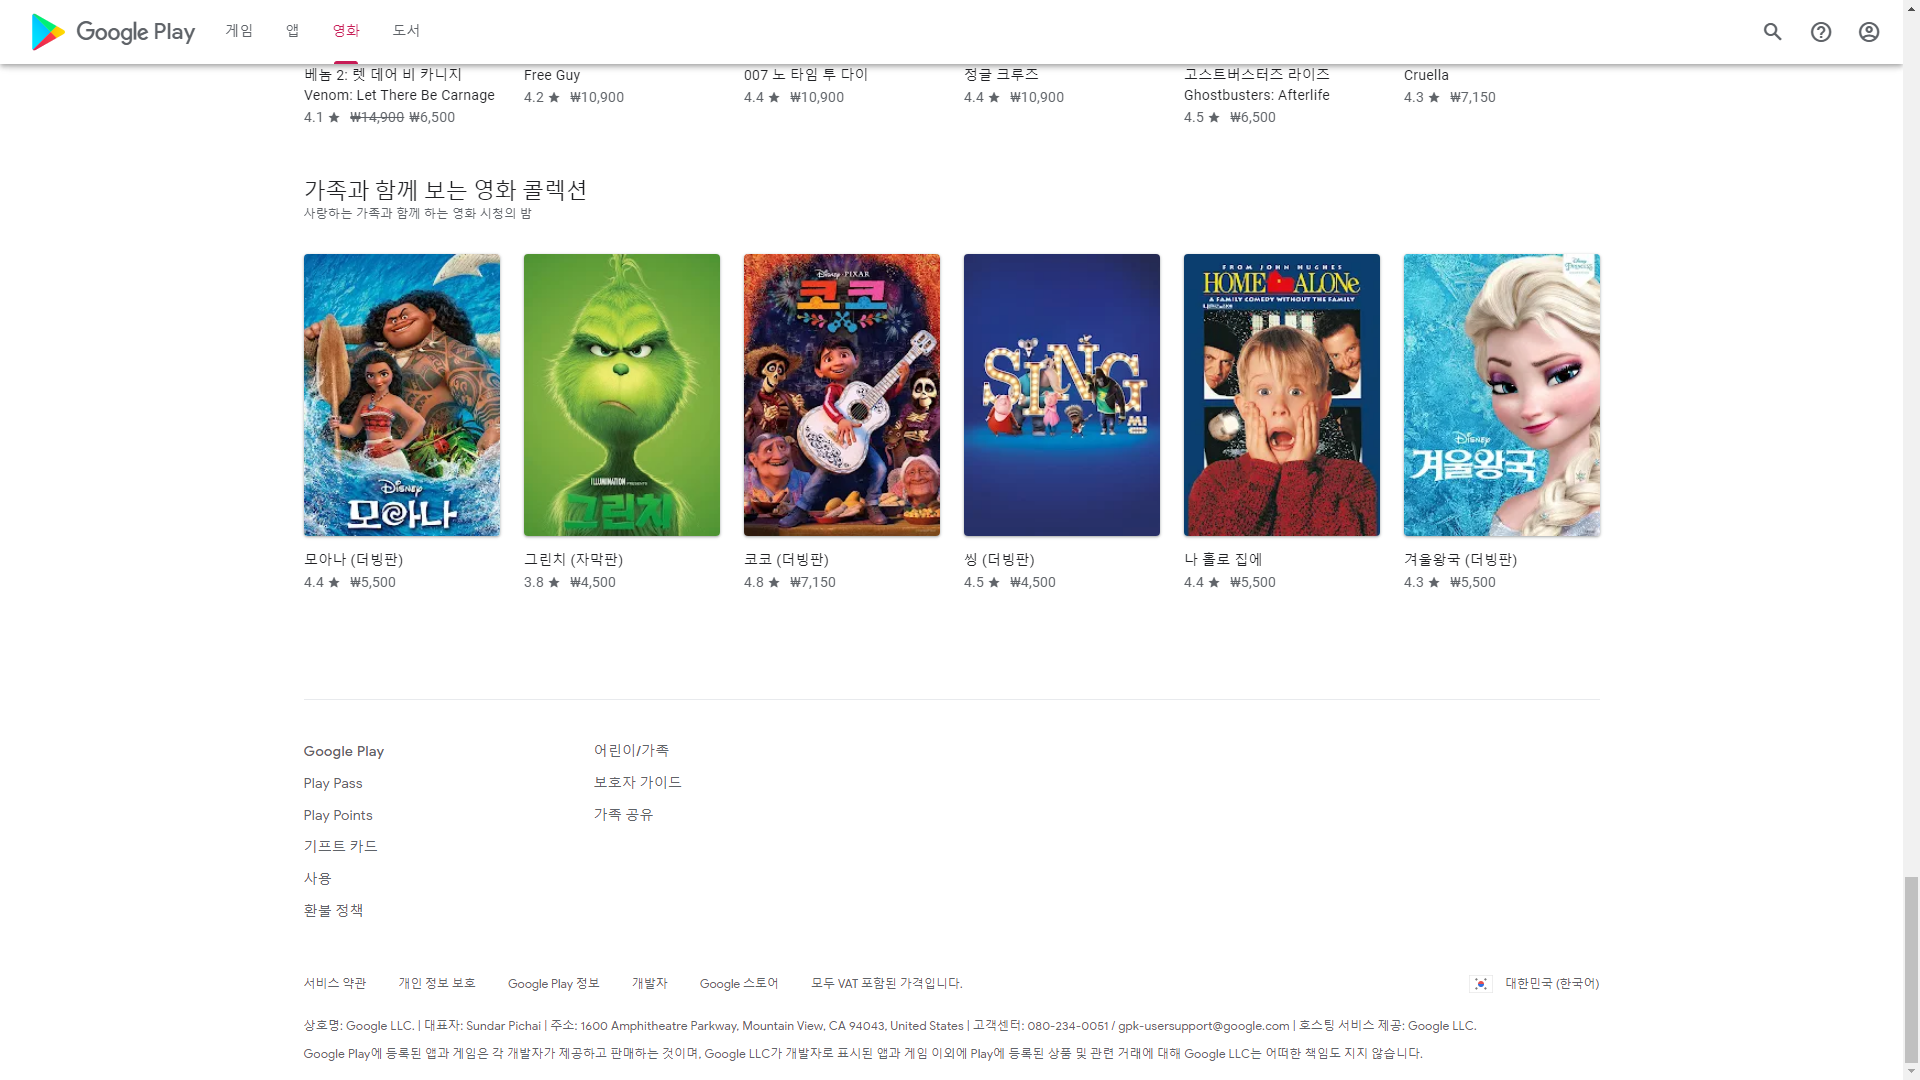 Google Play 게임 앱 영화 도서
베놈 2: 렛 데어 비 카니지
Venom: Let There Be Carnage
4.1 ★ ₩14,900 ₩6,500
Free Guy
4.2 ★ ₩10,900
007 노 타임 투 다이
4.4 ★ ₩10,900
정글 크루즈
4.4 ★ ₩10,900
고스트버스터즈 라이즈
Ghostbusters: Afterlife
4.5 ★ ₩6,500
Cruella
4.3 ★ ₩7,150
가족과 함께 보는 영화 콜렉션
사랑하는 가족과 함께 하는 영화 시청의 밤
Disney
모아나
ILLUMINATION PRESENTS
그린치
Disney · PIXAR
코코
SING
씽
FROM JOHN HUGHES
HOME ALONE
A FAMILY COMEDY WITHOUT THE FAMILY
나홀로집에
Disney
겨울왕국
모아나 (더빙판)
4.4 ★ ₩5,500
그린치 (자막판)
3.8 ★ ₩4,500
코코 (더빙판)
4.8 ★ ₩7,150
씽 (더빙판)
4.5 ★ ₩4,500
나 홀로 집에
4.4 ★ ₩5,500
겨울왕국 (더빙판)
4.3 ★ ₩5,500
Google Play
Play Pass
Play Points
기프트 카드
사용
환불 정책
어린이/가족
보호자 가이드
가족 공유
서비스 약관 개인 정보 보호 Google Play 정보 개발자 Google 스토어 모두 VAT 포함된 가격입니다. 대한민국 (한국어)
상호명: Google LLC. | 대표자: Sundar Pichai | 주소: 1600 Amphitheatre Parkway, Mountain View, CA 94043, United States | 고객센터: 080-234-0051 / gpk-usersupport@google.com | 호스팅 서비스 제공: Google LLC.
Google Play에 등록된 앱과 게임은 각 개발자가 제공하고 판매하는 것이며, Google LLC가 개발자로 표시된 앱과 게임 이외에 Play에 등록된 상품 및 관련 거래에 대해 Google LLC는 어떠한 책임도 지지 않습니다.